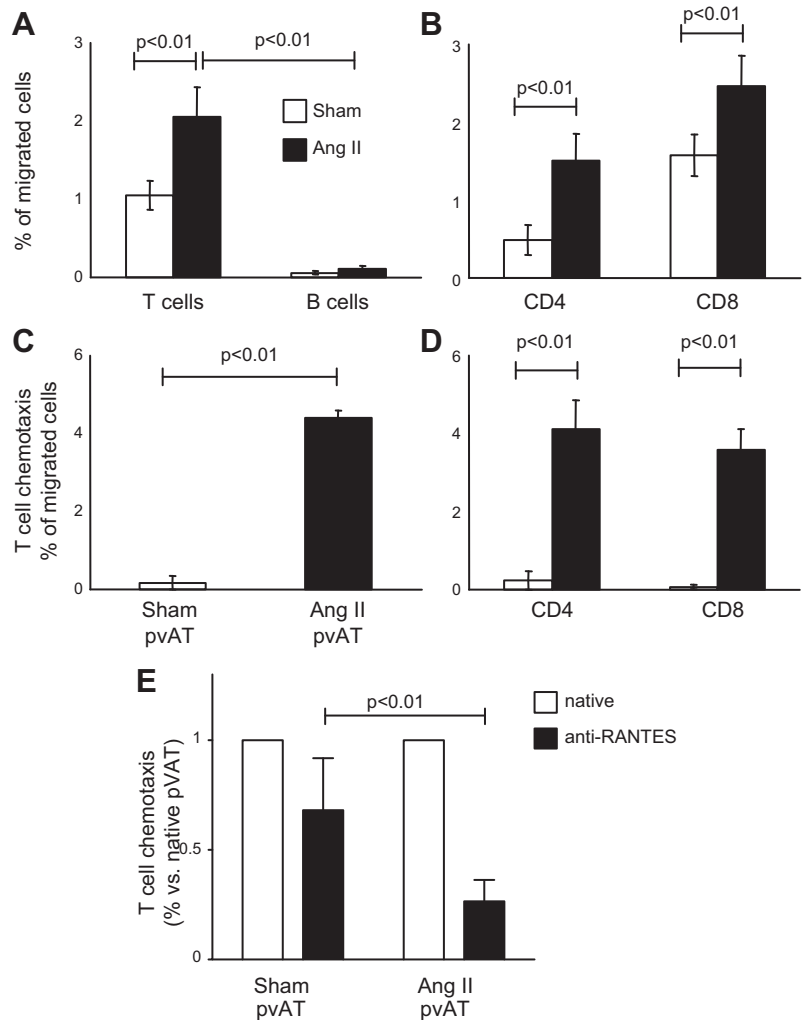 A
p<0.01
p<0.01
% of migrated cells
3
2
1
0
Sham
Ang II
T cells
B cells
B
p<0.01
p<0.01
3
2
1
0
CD4
CD8
C
p<0.01
T cell chemotaxis
% of migrated cells
6
4
2
0
Sham
pvAT
Ang II
pvAT
D
p<0.01
p<0.01
6
4
2
0
CD4
CD8
E
p<0.01
native
anti-RANTES
T cell chemotaxis
(% vs. native pVAT)
1
0.5
0
Sham
pvAT
Ang II
pvAT